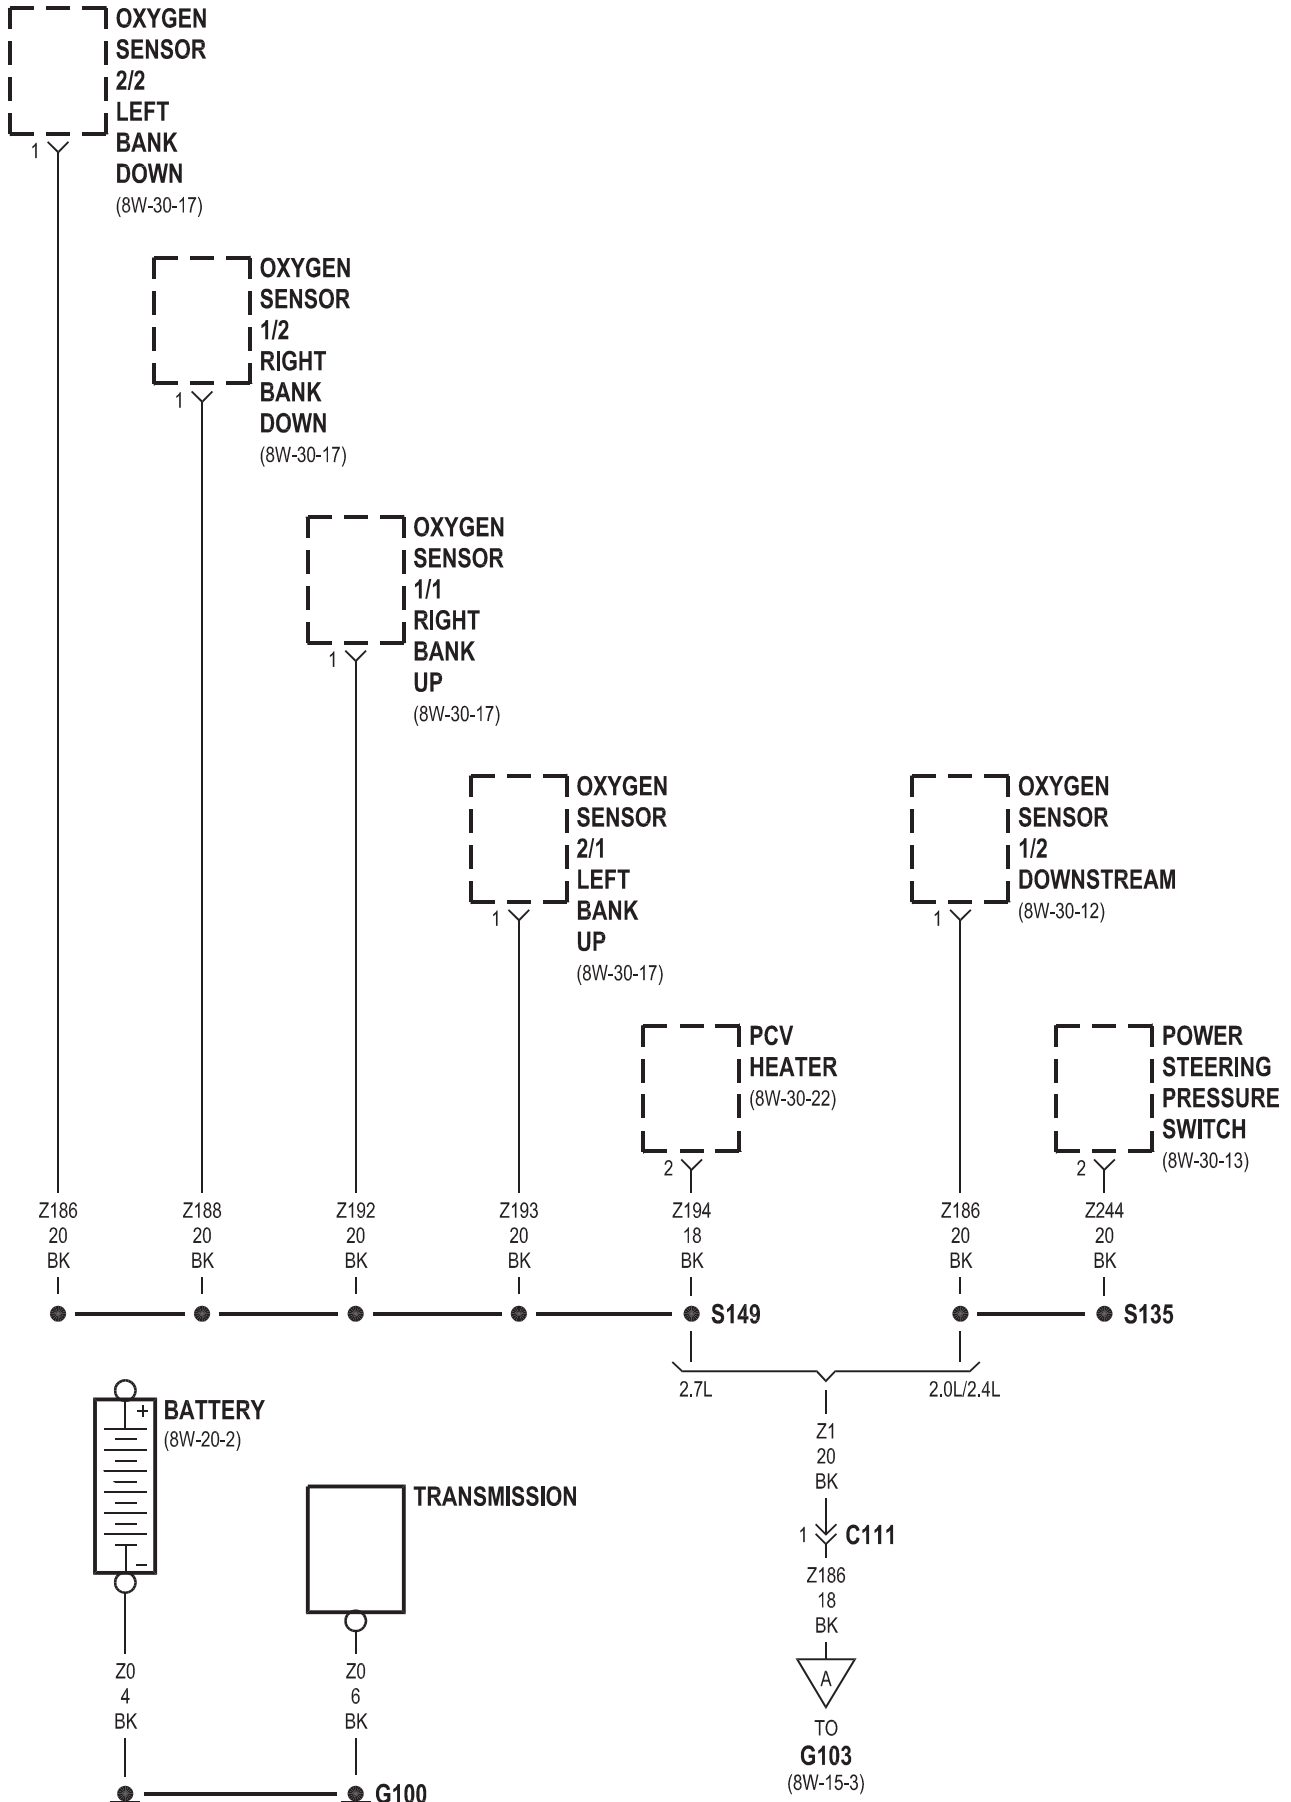 OXYGEN
SENSOR
2/2
LEFT
BANK
DOWN
(8W-30-17)
1
OXYGEN
SENSOR
1/2
RIGHT
BANK
DOWN
(8W-30-17)
1
OXYGEN
SENSOR
1/1
RIGHT
BANK
UP
(8W-30-17)
1
OXYGEN
SENSOR
2/1
LEFT
BANK
UP
(8W-30-17)
1
OXYGEN
SENSOR
1/2
DOWNSTREAM
(8W-30-12)
1
PCV
HEATER
(8W-30-22)
2
POWER
STEERING
PRESSURE
SWITCH
(8W-30-13)
2
Z186
20
BK
Z188
20
BK
Z192
20
BK
Z193
20
BK
Z194
18
BK
Z186
20
BK
Z244
20
BK
S149
S135
2.7L
2.0L/2.4L
Z1
20
BK
1
C111
Z186
18
BK
A
TO
G103
(8W-15-3)
+
BATTERY
(8W-20-2)
–
TRANSMISSION
Z0
4
BK
Z0
6
BK
G100